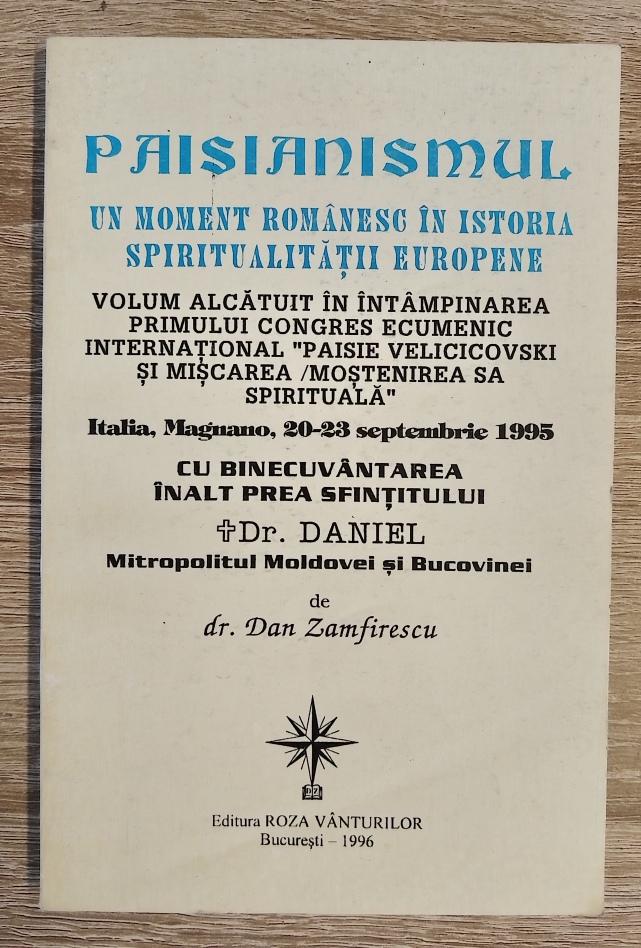 PAISIANISMUL
UN MOMENT ROMÂNESC ÎN ISTORIA
SPIRITUALITĂȚII EUROPENE
VOLUM ALCĂTUIT ÎN ÎNTÂMPINAREA
PRIMULUI CONGRES ECUMENIC
INTERNAȚIONAL "PAISIE VELICICOVSKI
ȘI MIȘCAREA /MOȘTENIREA SA
SPIRITUALĂ"
Italia, Magnano, 20-23 septembrie 1995
CU BINECUVÂNTAREA
ÎNALT PREA SFINȚITULUI
✝Dr. DANIEL
Mitropolitul Moldovei și Bucovinei
de
dr. Dan Zamfirescu
DZ
Editura ROZA VÂNTURILOR
București – 1996